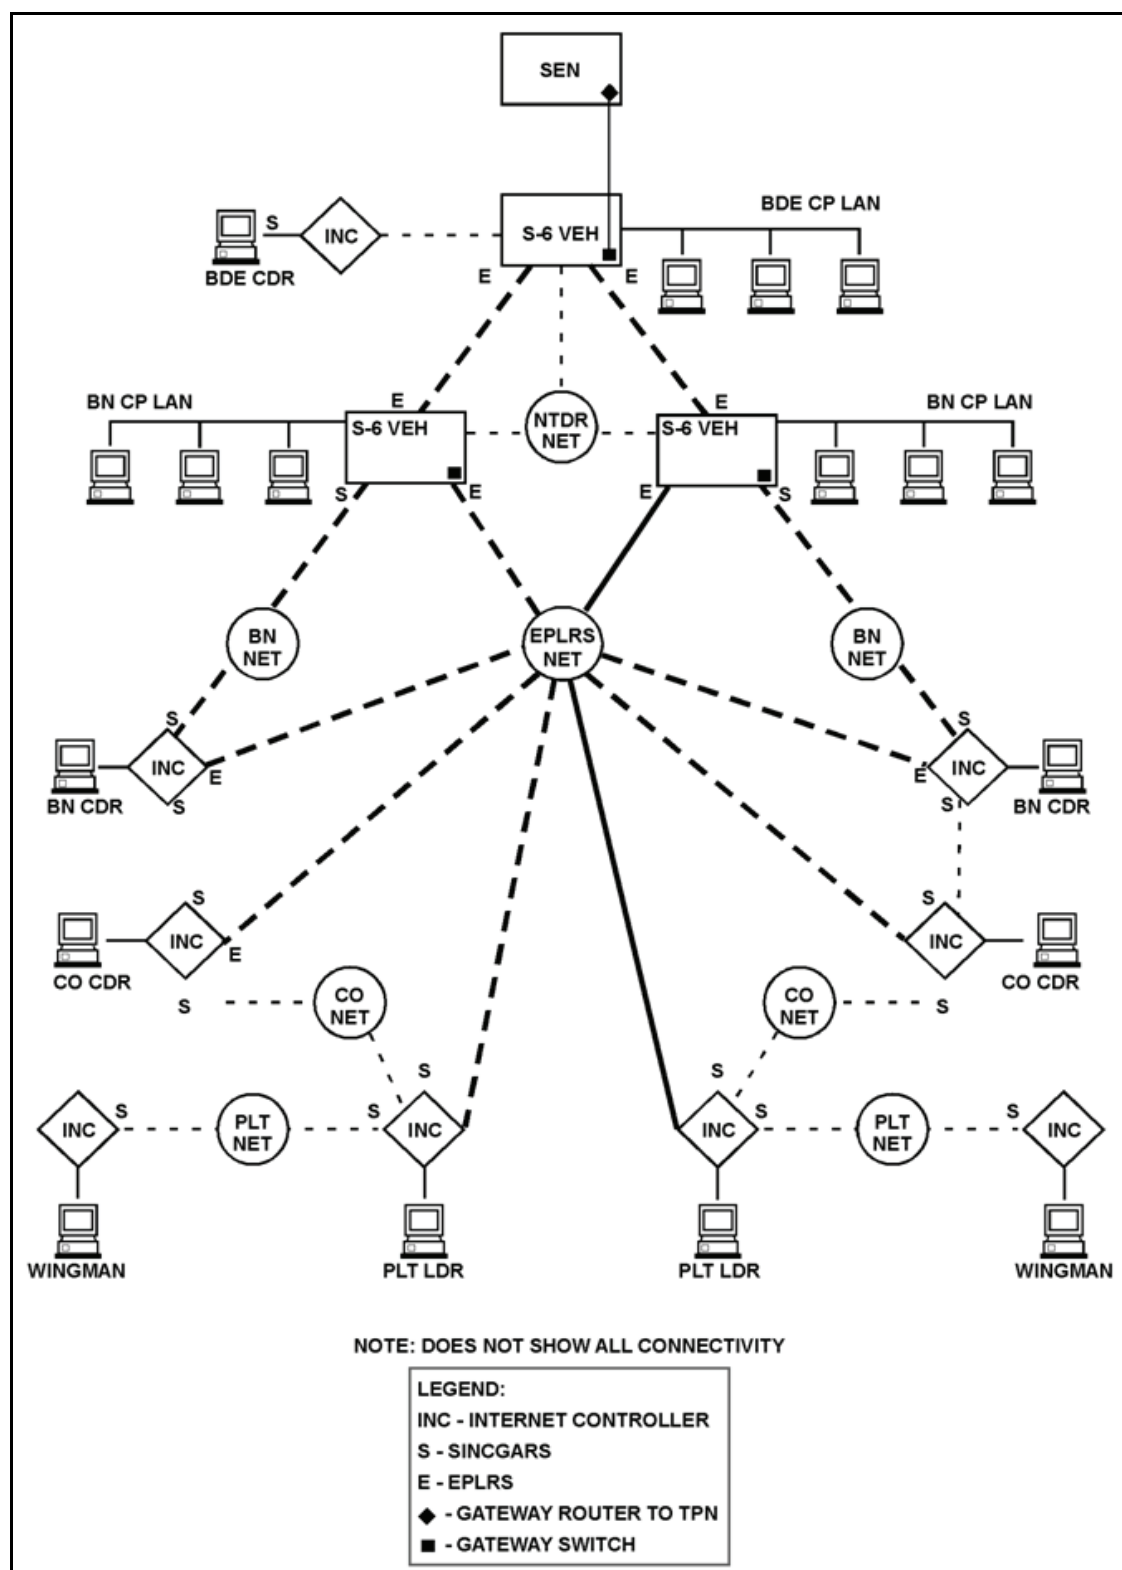 SEN
BDE CP LAN
S
INC
S-6 VEH
BDE CDR
E
E
BN CP LAN
E
E
BN CP LAN
S-6 VEH
NTDR
NET
S-6 VEH
S
E
E
S
BN
NET
EPLRS
NET
BN
NET
S
S
INC
E
E
INC
BN CDR
S
S
BN CDR
S
S
INC
E
INC
CO CDR
CO CDR
S
CO
NET
CO
NET
S
S
S
INC
S
PLT
NET
S
INC
INC
S
PLT
NET
S
INC
WINGMAN
PLT LDR
PLT LDR
WINGMAN
NOTE: DOES NOT SHOW ALL CONNECTIVITY
LEGEND:
INC - INTERNET CONTROLLER
S - SINCGARS
E - EPLRS
◆ - GATEWAY ROUTER TO TPN
■ - GATEWAY SWITCH